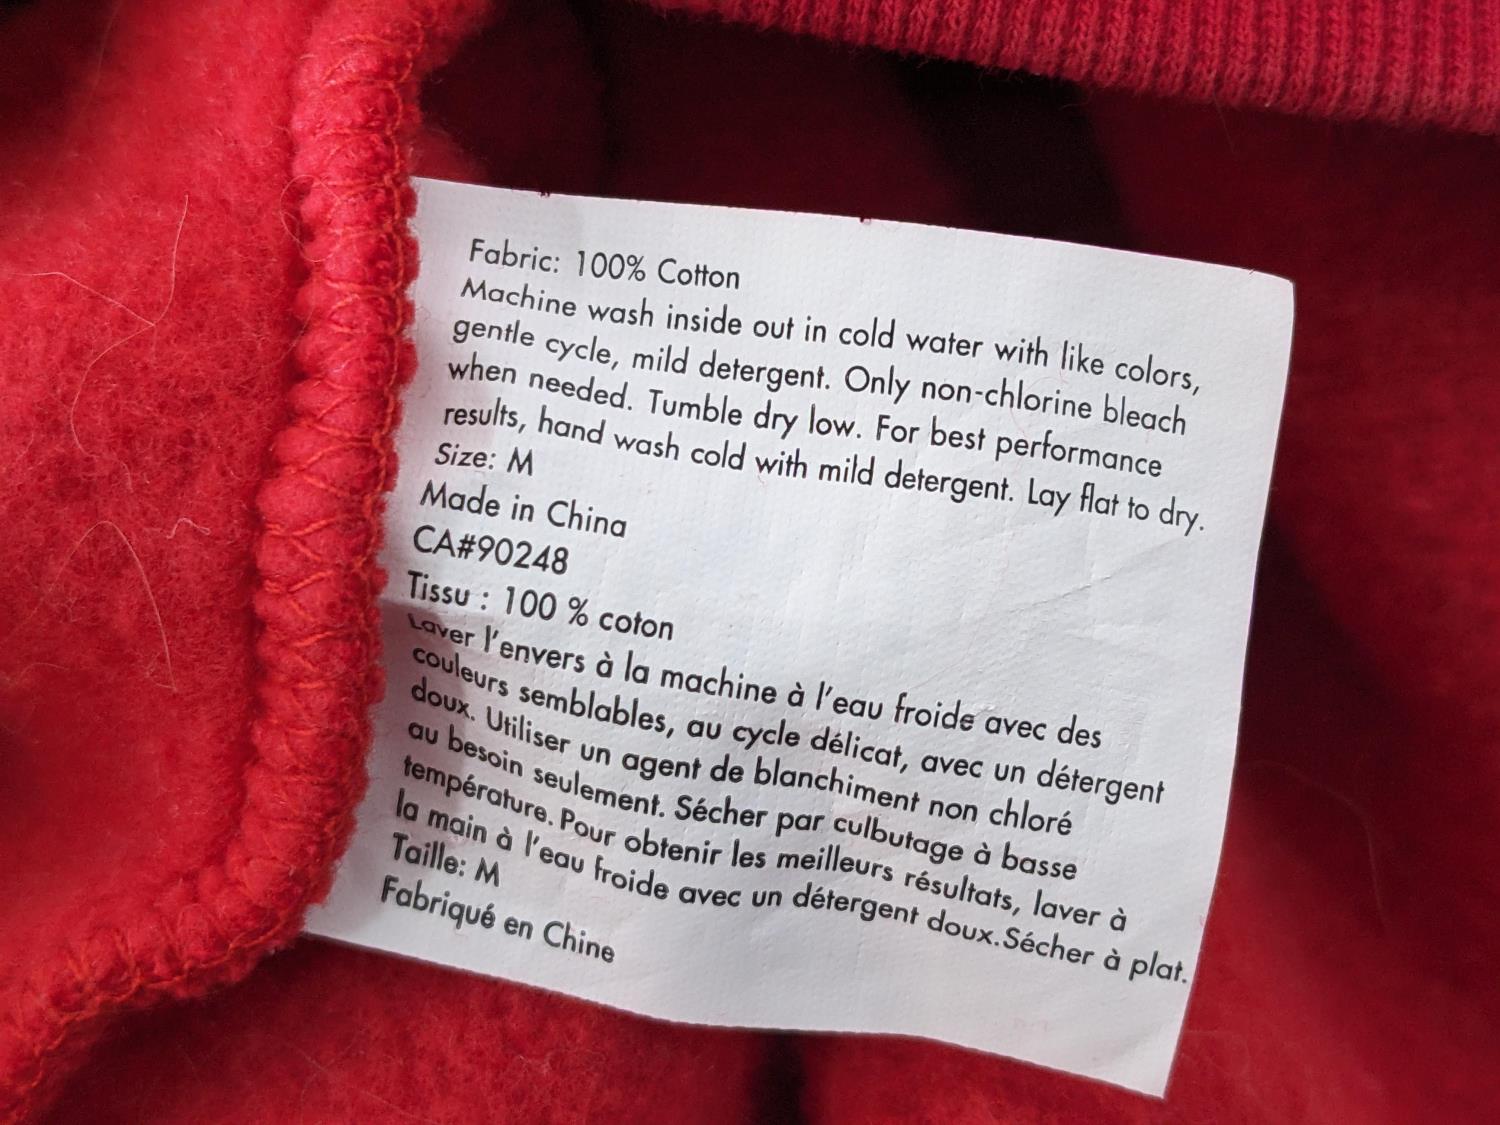 Fabric: 100% Cotton
Machine wash inside out in cold water with like colors,
gentle cycle, mild detergent. Only non-chlorine bleach
when needed. Tumble dry low. For best performance
results, hand wash cold with mild detergent. Lay flat to dry.
Size: M
Made in China
CA#90248
Tissu : 100 % coton
Laver l'envers à la machine à l'eau froide avec des
couleurs semblables, au cycle délicat, avec un détergent
doux. Utiliser un agent de blanchiment non chloré
au besoin seulement. Sécher par culbutage à basse
température. Pour obtenir les meilleurs résultats, laver à
la main à l'eau froide avec un détergent doux.Sécher à plat.
Taille: M
Fabriqué en Chine